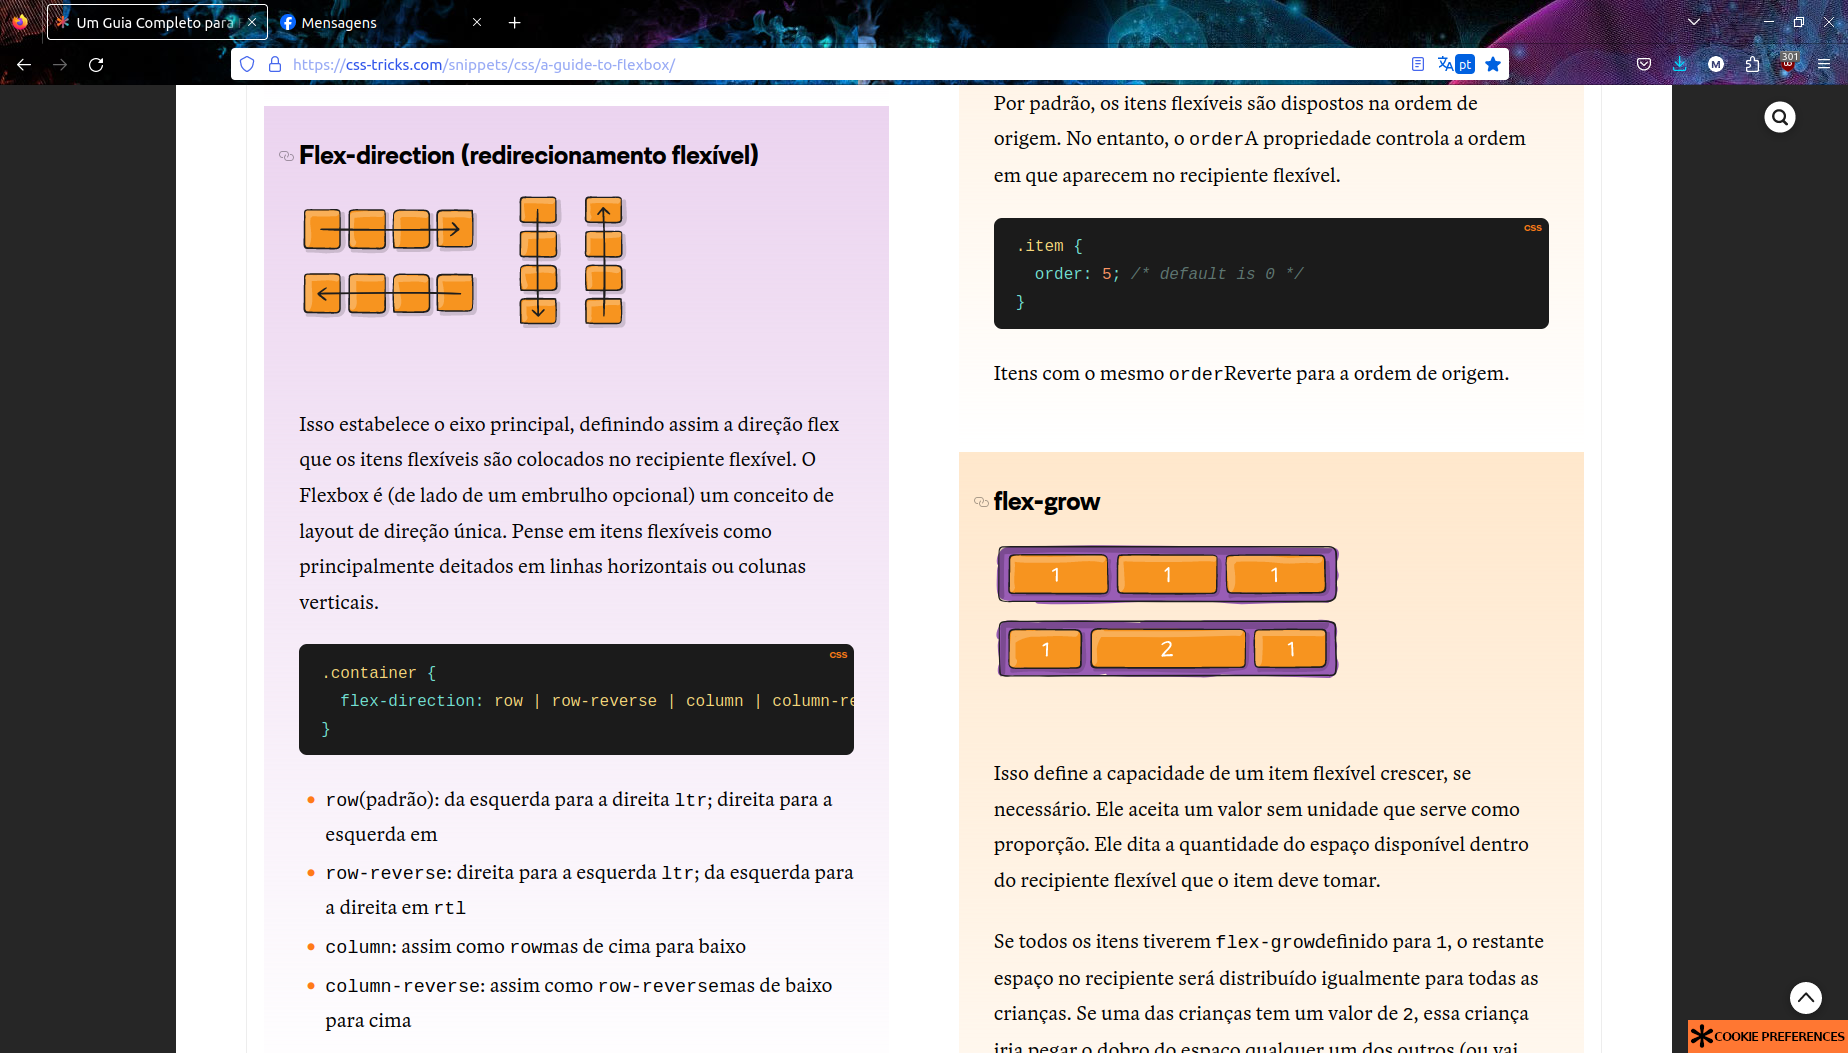 Um Guia Completo para
Mensagens
https://css-tricks.com/snippets/css/a-guide-to-flexbox/
pt
M
301
Flex-direction (redirecionamento flexível)
Isso estabelece o eixo principal, definindo assim a direção flex
que os itens flexíveis são colocados no recipiente flexível. O
Flexbox é (de lado de um embrulho opcional) um conceito de
layout de direção única. Pense em itens flexíveis como
principalmente deitados em linhas horizontais ou colunas
verticais.
CSS
.container {
flex-direction: row | row-reverse | column | column-re
}
row(padrão): da esquerda para a direita ltr; direita para a
esquerda em
row-reverse: direita para a esquerda ltr; da esquerda para
a direita em rtl
column: assim como rowmas de cima para baixo
column-reverse: assim como row-reversemas de baixo
para cima
Por padrão, os itens flexíveis são dispostos na ordem de
origem. No entanto, o orderA propriedade controla a ordem
em que aparecem no recipiente flexível.
CSS
.item {
order: 5; /* default is 0 */
}
Itens com o mesmo orderReverte para a ordem de origem.
flex-grow
1 1 1
1 2 1
Isso define a capacidade de um item flexível crescer, se
necessário. Ele aceita um valor sem unidade que serve como
proporção. Ele dita a quantidade do espaço disponível dentro
do recipiente flexível que o item deve tomar.
Se todos os itens tiverem flex-growdefinido para 1, o restante
espaço no recipiente será distribuído igualmente para todas as
crianças. Se uma das crianças tem um valor de 2, essa criança
iria pegar o dobro do espaço qualquer um dos outros (ou vai
COOKIE PREFERENCES